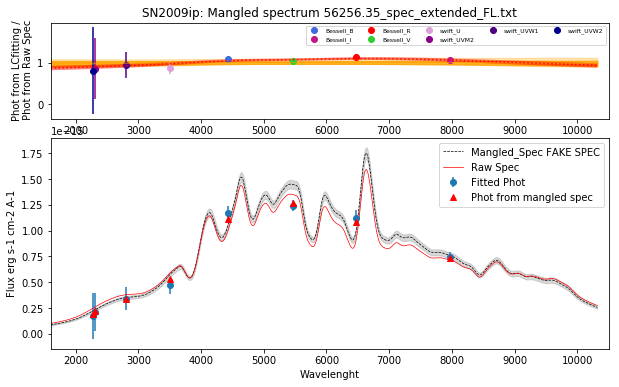 SN2009ip: Mangled spectrum 56256.35_spec_extended_FL.txt
Phot from LCfitting /
Phot from Raw Spec
1
0
Bessell_B
Bessell_R
swift_U
swift_UVW1
swift_UVW2
Bessell_I
Bessell_V
swift_UVM2
2000 3000 4000 5000 6000 7000 8000 9000 10000
Flux erg s-1 cm-2 A-1
1.75
1.50
1.25
1.00
0.75
0.50
0.25
0.00
Mangled_Spec FAKE SPEC
Raw Spec
Fitted Phot
Phot from mangled spec
2000 3000 4000 5000 6000 7000 8000 9000 10000
Wavelenght